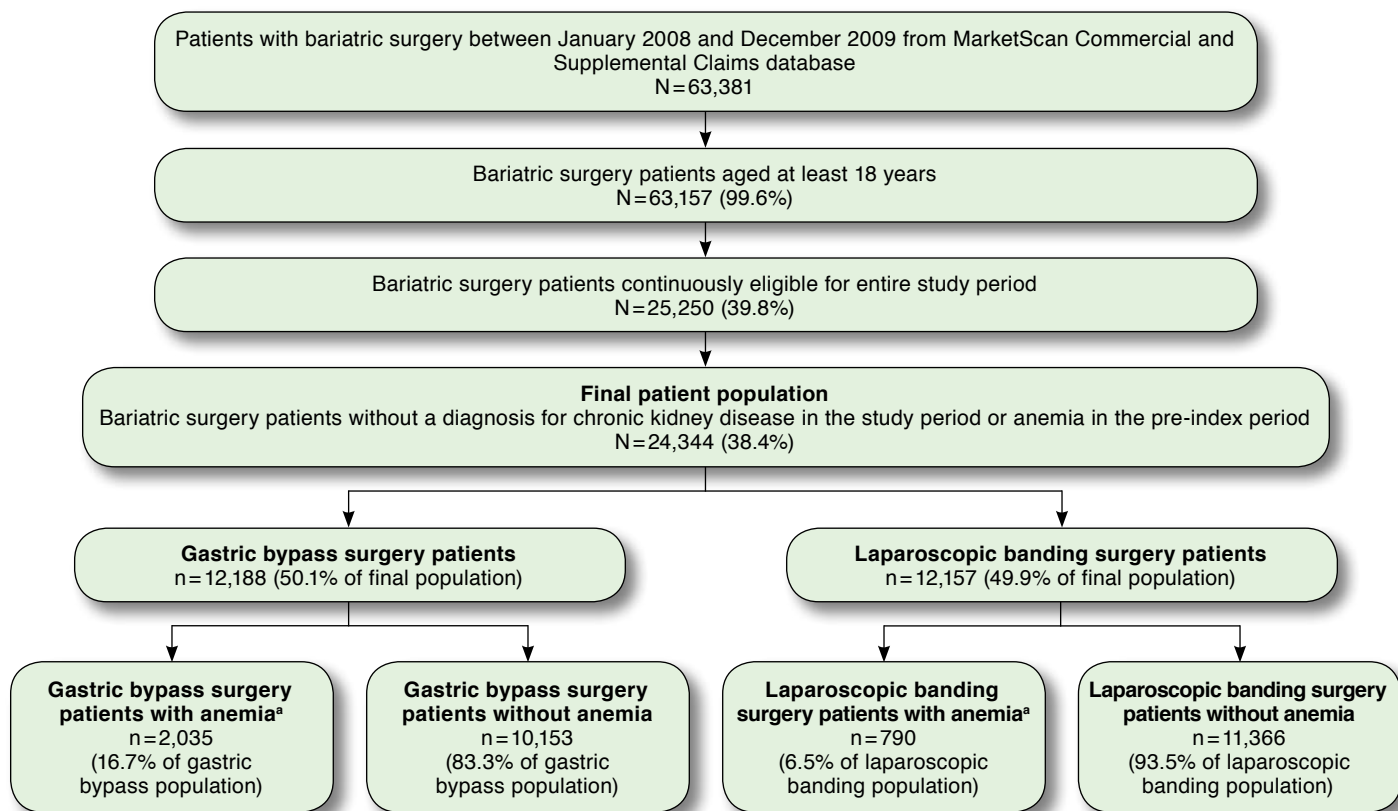 Patients with bariatric surgery between January 2008 and December 2009 from MarketScan Commercial and
Supplemental Claims database
N=63,381
Bariatric surgery patients aged at least 18 years
N=63,157 (99.6%)
Bariatric surgery patients continuously eligible for entire study period
N=25,250 (39.8%)
Final patient population
Bariatric surgery patients without a diagnosis for chronic kidney disease in the study period or anemia in the pre-index period
N=24,344 (38.4%)
Gastric bypass surgery patients
n=12,188 (50.1% of final population)
Laparoscopic banding surgery patients
n=12,157 (49.9% of final population)
Gastric bypass surgery
patients with anemiaᵃ
n=2,035
(16.7% of gastric
bypass population)
Gastric bypass surgery
patients without anemia
n=10,153
(83.3% of gastric
bypass population)
Laparoscopic banding
surgery patients with anemiaᵃ
n=790
(6.5% of laparoscopic
banding population)
Laparoscopic banding surgery
patients without anemia
n=11,366
(93.5% of laparoscopic
banding population)